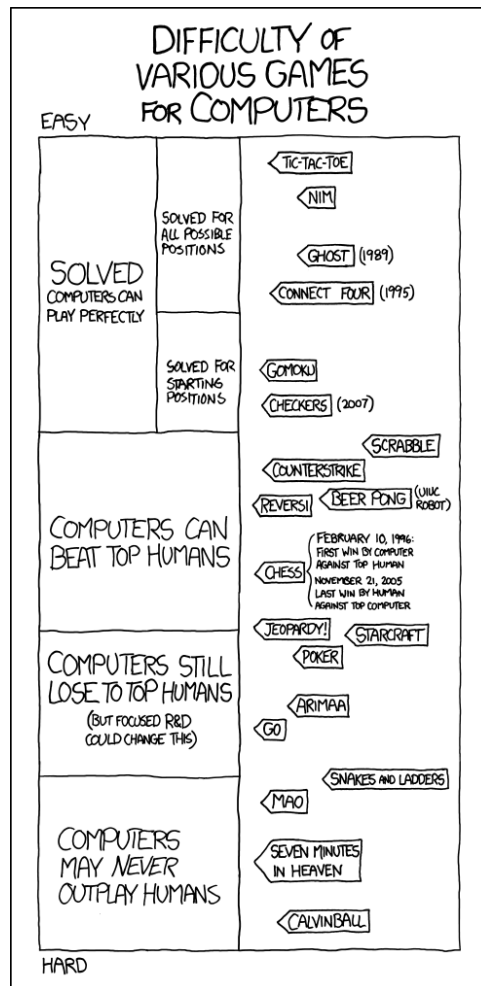 DIFFICULTY OF
VARIOUS GAMES
FOR COMPUTERS
EASY
SOLVED
COMPUTERS CAN
PLAY PERFECTLY
SOLVED FOR
ALL POSSIBLE
POSITIONS
TIC-TAC-TOE
NIM
GHOST (1989)
CONNECT FOUR (1995)
SOLVED FOR
STARTING
POSITIONS
GOMOKU
CHECKERS (2007)
COMPUTERS CAN
BEAT TOP HUMANS
SCRABBLE
COUNTERSTRIKE
REVERSI
BEER PONG (UIUC
ROBOT)
CHESS
FEBRUARY 10, 1996:
FIRST WIN BY COMPUTER
AGAINST TOP HUMAN
NOVEMBER 21, 2005
LAST WIN BY HUMAN
AGAINST TOP COMPUTER
COMPUTERS STILL
LOSE TO TOP HUMANS
(BUT FOCUSED R&D
COULD CHANGE THIS)
JEOPARDY!
STARCRAFT
POKER
ARIMAA
GO
COMPUTERS
MAY NEVER
OUTPLAY HUMANS
SNAKES AND LADDERS
MAO
SEVEN MINUTES
IN HEAVEN
CALVINBALL
HARD